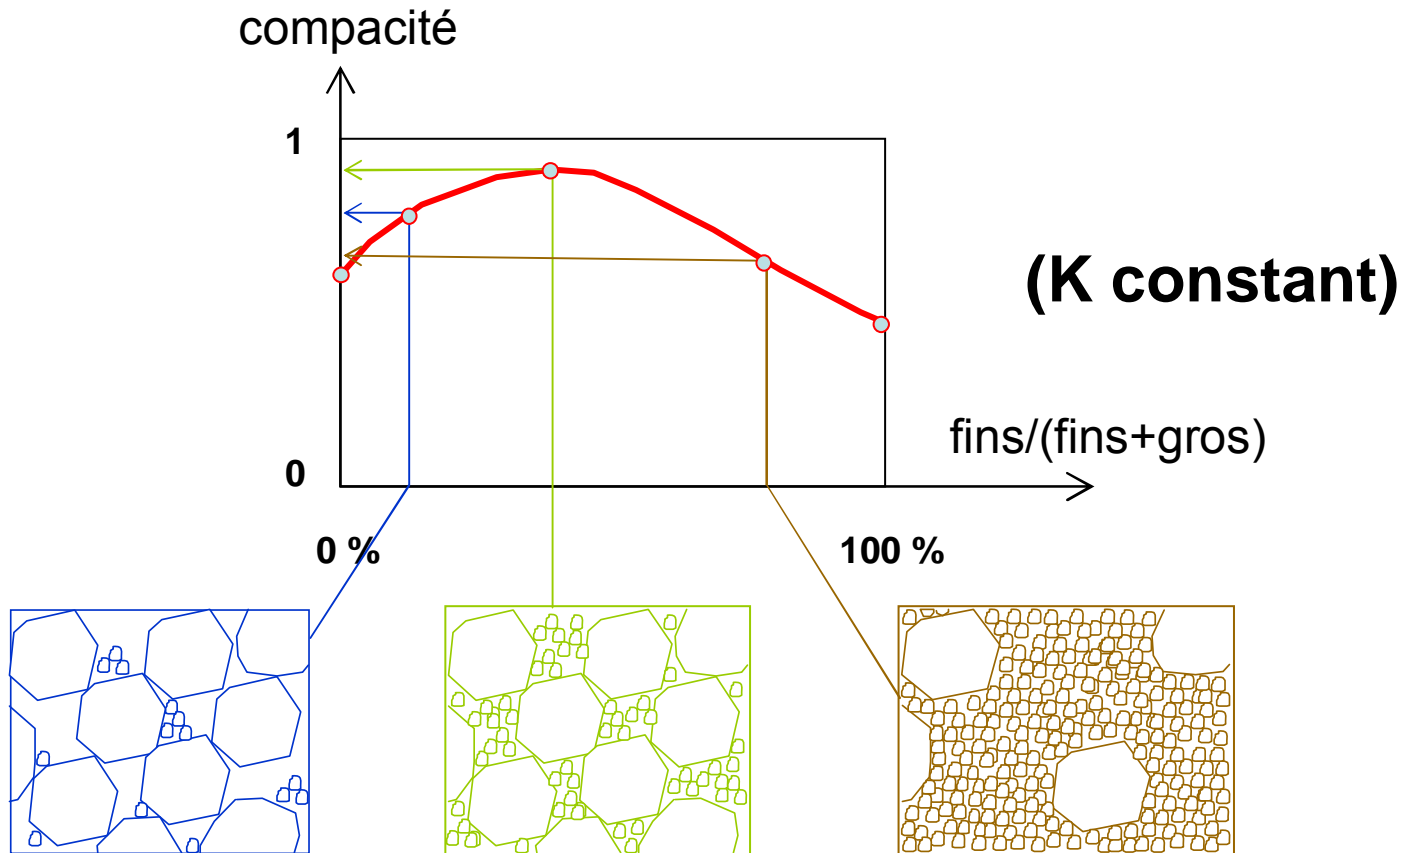 compacité
1
(K constant)
fins/(fins+gros)
0
0 %
100 %